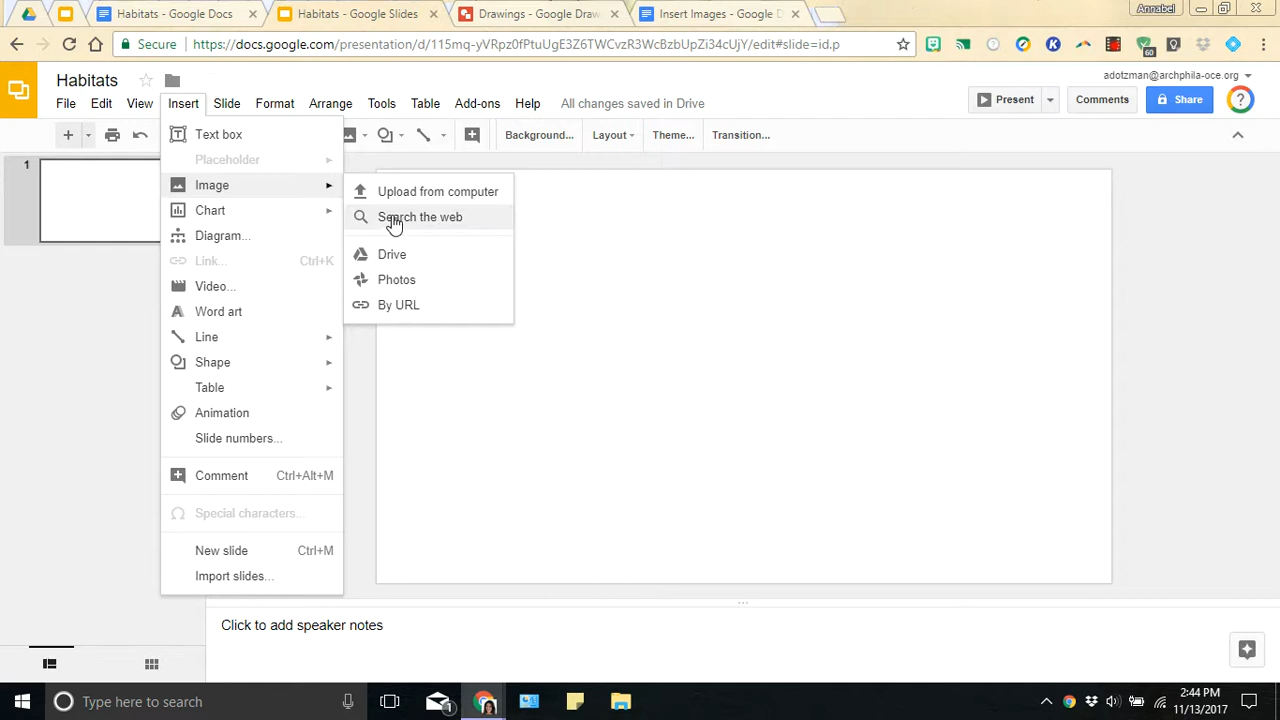 Habitats - Google Docs
Habitats - Google Slides
Drawings - Google Draw
Insert Images - Google D
Annabel
Secure
https://docs.google.com/presentation/d/115mq-yVRpz0fPtuUgE3Z6TWCvzR3WcBzbUpZi34cUjY/edit#slide=id.p
60
Habitats
adotzman@archphila-oce.org
File Edit View Insert Slide Format Arrange Tools Table Add-ons Help All changes saved in Drive
Present Comments Share
Background... Layout Theme... Transition...
1
Text box
Placeholder
Image
Chart
Diagram...
Link... Ctrl+K
Video...
Word art
Line
Shape
Table
Animation
Slide numbers...
Comment Ctrl+Alt+M
Special characters...
New slide Ctrl+M
Import slides...
Upload from computer
Search the web
Drive
Photos
By URL
Click to add speaker notes
Type here to search
1
2:44 PM
11/13/2017